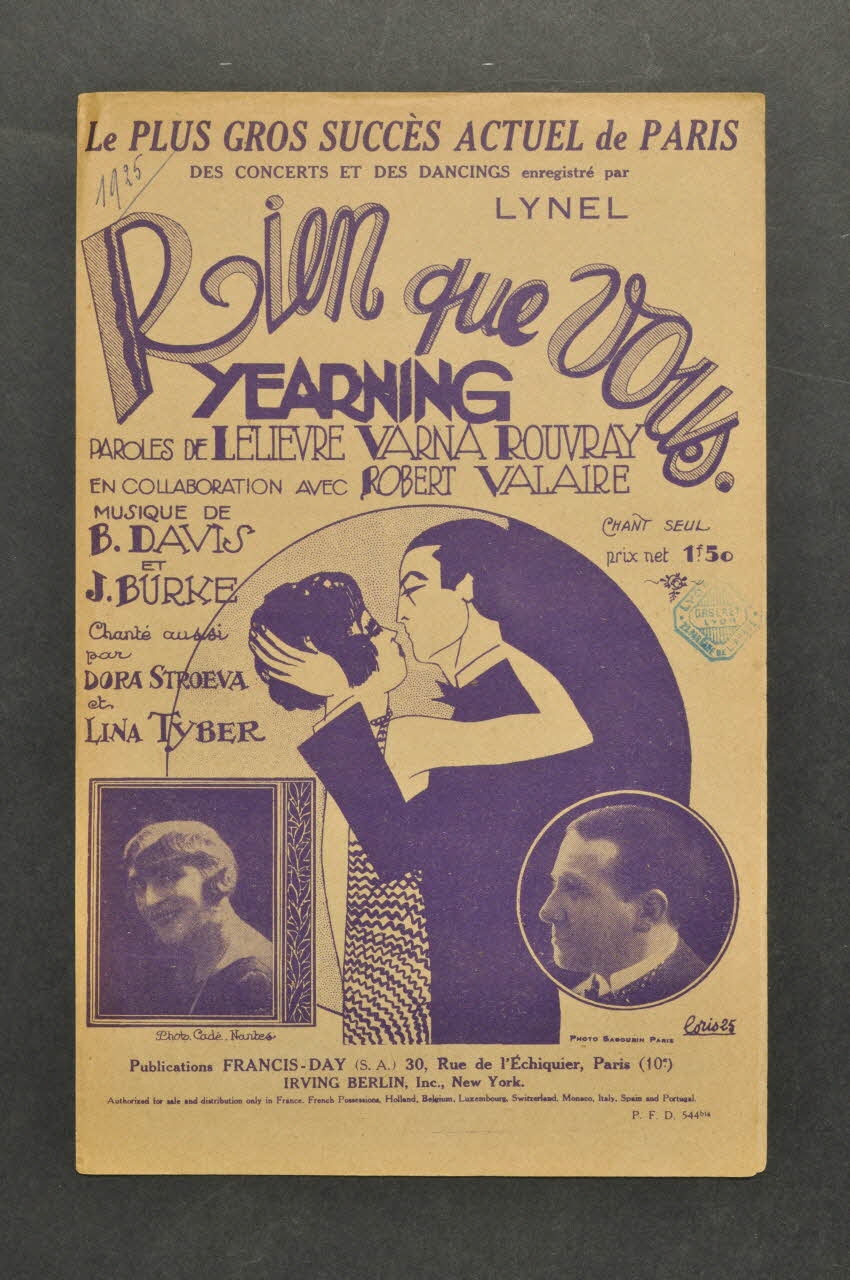 Le PLUS GROS SUCCÈS ACTUEL de PARIS
DES CONCERTS ET DES DANCINGS enregistré par
1925
LYNEL
Rien que vous.
YEARNING
PAROLES DE LELIEVRE VARNA ROUVRAY
EN COLLABORATION AVEC ROBERT VALAIRE
MUSIQUE DE
B. DAVIS
ET
J. BURKE
CHANT SEUL
prix net 1f50
LYON
Chanté aussi
par
DORA STROEVA
et
LINA TYBER
Photo. Cadé. Nantes
PHOTO SABOURIN PARIS
Loris 25
Publications FRANCIS-DAY (S. A.) 30, Rue de l'Échiquier, Paris (10e)
IRVING BERLIN, Inc., New York.
Authorized for sale and distribution only in France, French Possessions, Holland, Belgium, Luxembourg, Switzerland, Monaco, Italy, Spain and Portugal.
P. F. D. 544bis